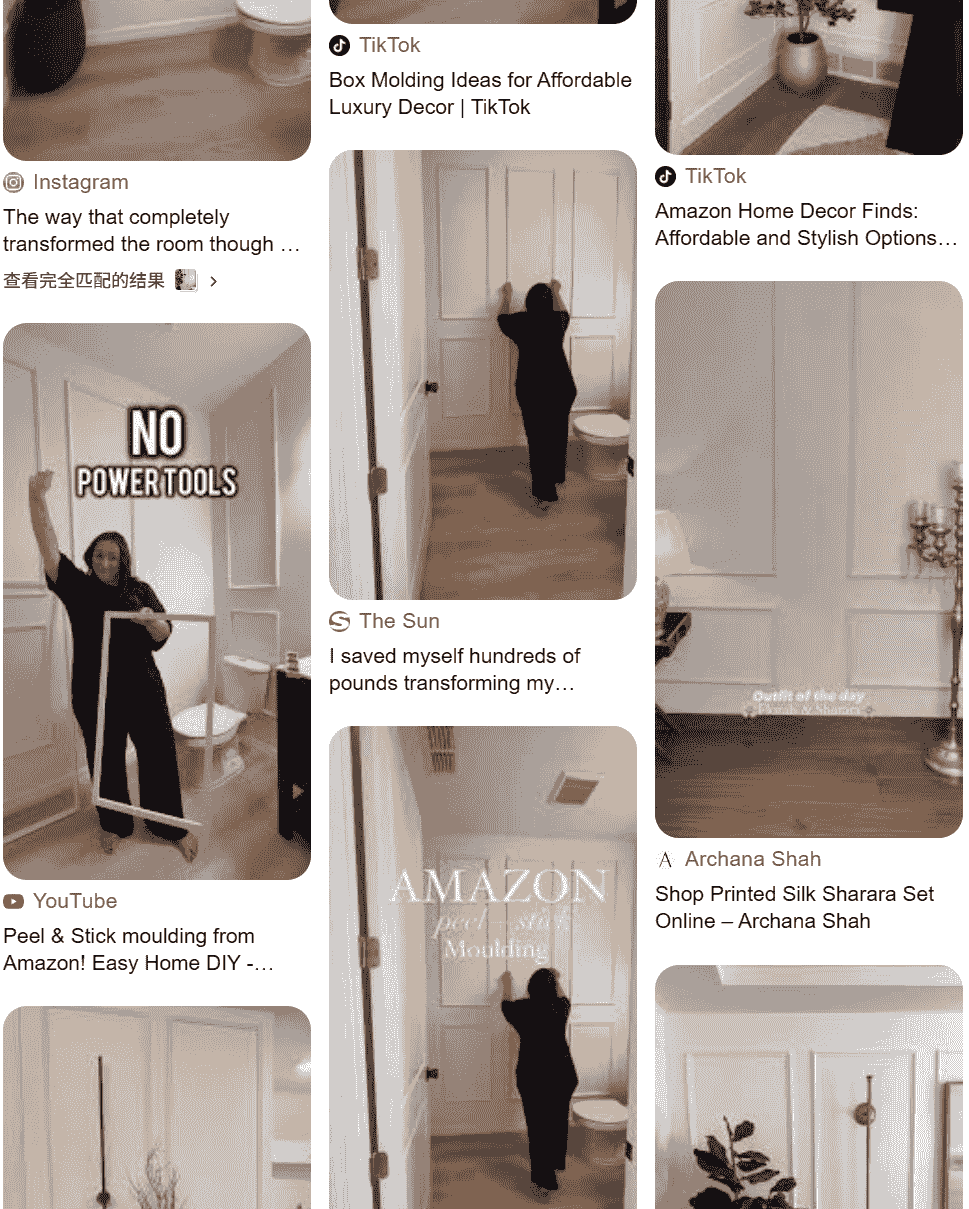 Instagram
The way that completely
transformed the room though …
查看完全匹配的结果
NO
POWER TOOLS
YouTube
Peel & Stick moulding from
Amazon! Easy Home DIY -…
TikTok
Box Molding Ideas for Affordable
Luxury Decor | TikTok
The Sun
I saved myself hundreds of
pounds transforming my…
AMAZON
peel + stick
Moulding
TikTok
Amazon Home Decor Finds:
Affordable and Stylish Options…
Outfit of the day
Archana Shah
Shop Printed Silk Sharara Set
Online – Archana Shah